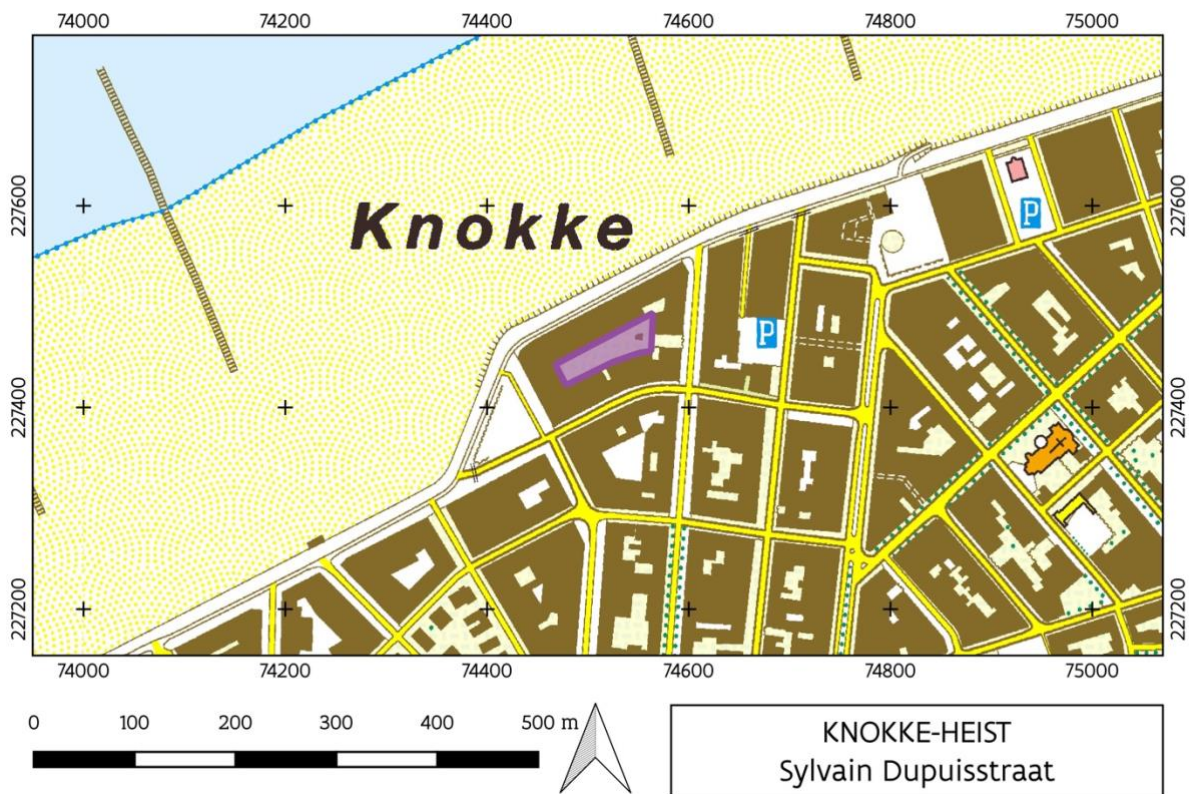 74000 74200 74400 74600 74800 75000
227600 227600
Knokke
P
P
227400 227400
227200 227200
74000 74200 74400 74600 74800 75000
0 100 200 300 400 500 m
KNOKKE-HEIST
Sylvain Dupuisstraat